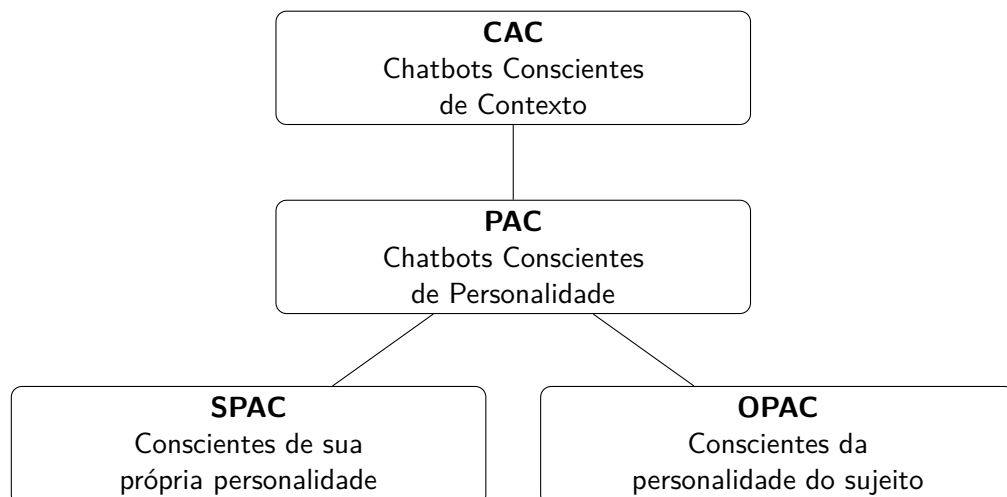 CAC
Chatbots Conscientes
de Contexto
PAC
Chatbots Conscientes
de Personalidade
SPAC
Conscientes de sua
própria personalidade
OPAC
Conscientes da
personalidade do sujeito